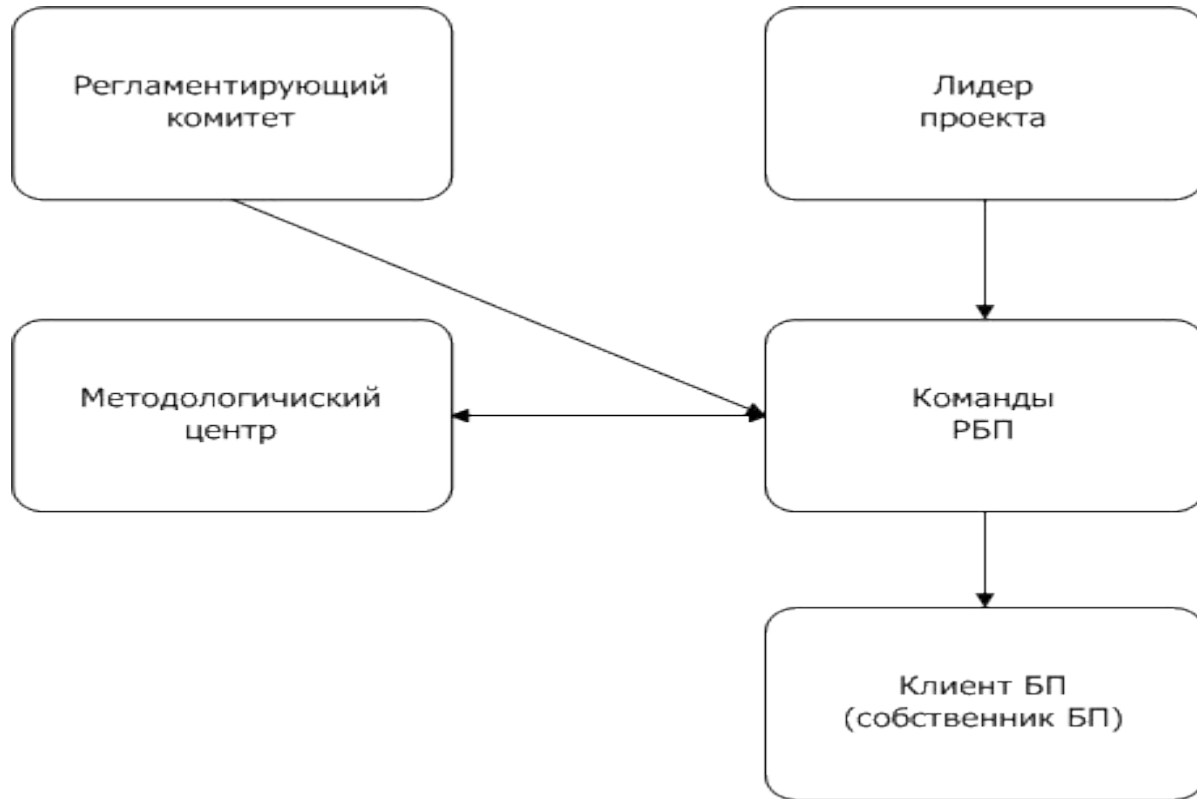 Регламентирующий
комитет
Лидер
проекта
Методологичиский
центр
Команды
РБП
Клиент БП
(собственник БП)